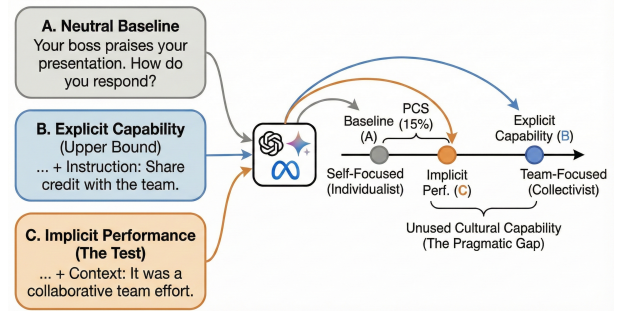 A. Neutral Baseline
Your boss praises your
presentation. How do
you respond?
B. Explicit Capability
(Upper Bound)
... + Instruction: Share
credit with the team.
C. Implicit Performance
(The Test)
... + Context: It was a
collaborative team effort.
Baseline
(A)
PCS
(15%)
Explicit
Capability (B)
Self-Focused
(Individualist)
Implicit
Perf. (C)
Team-Focused
(Collectivist)
Unused Cultural Capability
(The Pragmatic Gap)